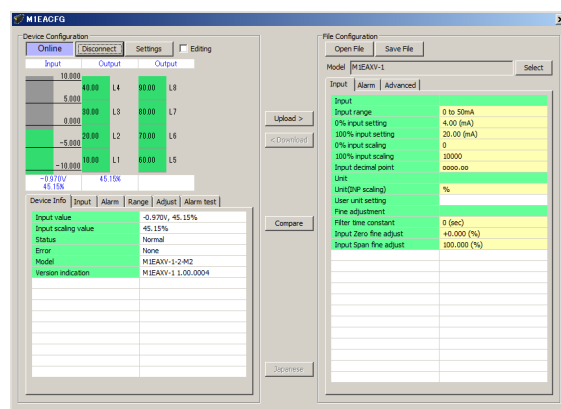 M1EACFG
Device Configuration
Online Disconnect Settings Editing
Input Output Output
10.000
5.000
0.000
-5.000
-10.000
40.00 L4 90.00 L8
30.00 L3 80.00 L7
20.00 L2 70.00 L6
10.00 L1 60.00 L5
-0.970V 45.15%
45.15%
Device Info Input Alarm Range Adjust Alarm test
Input value -0.970V, 45.15%
Input scaling value 45.15%
Status Normal
Error None
Model M1EAXV-1-2-M2
Version indication M1EAXV-1 1.00.0004
Upload >
< Download
Compare
Japanese
File Configuration
Open File Save File
Model M1EAXV-1 Select
Input Alarm Advanced
Input
Input range 0 to 50mA
0% input setting 4.00 (mA)
100% input setting 20.00 (mA)
0% input scaling 0
100% input scaling 10000
Input decimal point oooo.oo
Unit
Unit(INP scaling) %
User unit setting
Fine adjustment
Filter time constant 0 (sec)
Input Zero fine adjust +0.000 (%)
Input Span fine adjust 100.000 (%)